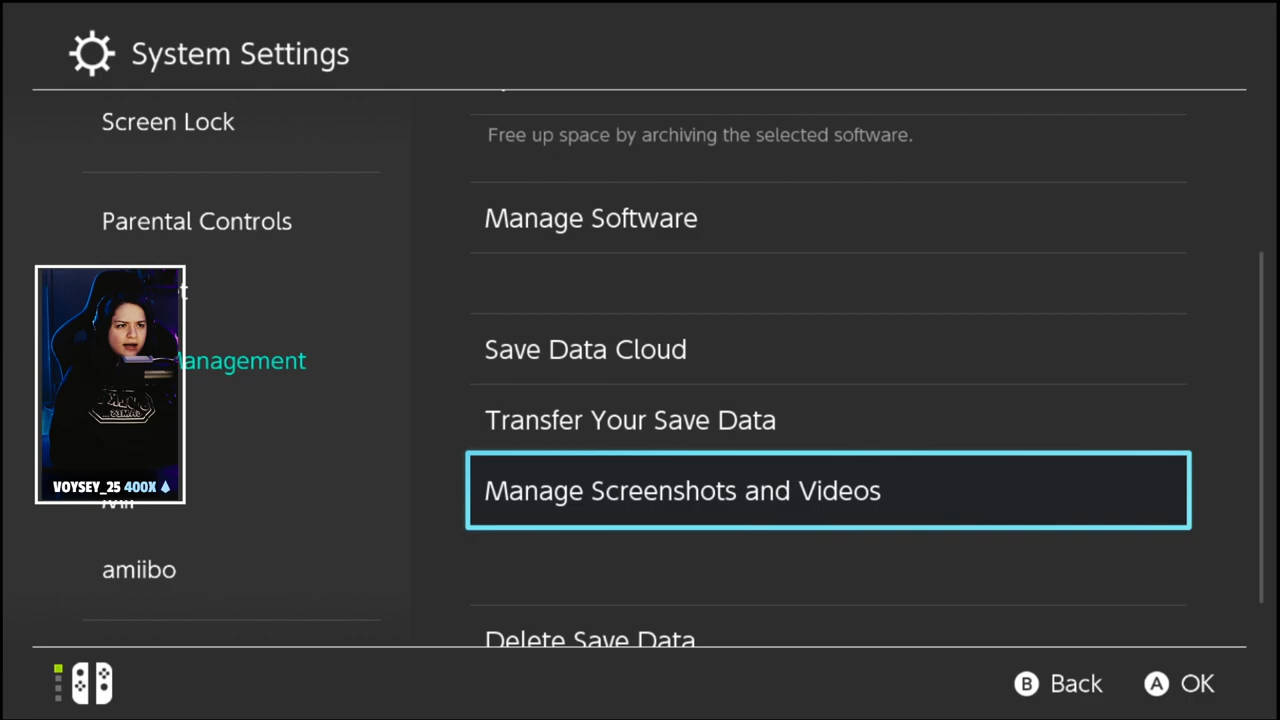 System Settings
Screen Lock
Parental Controls
Management
amiibo
Free up space by archiving the selected software.
Manage Software
Save Data Cloud
Transfer Your Save Data
Manage Screenshots and Videos
Delete Save Data
VOYSEY_25 400X
B Back
A OK